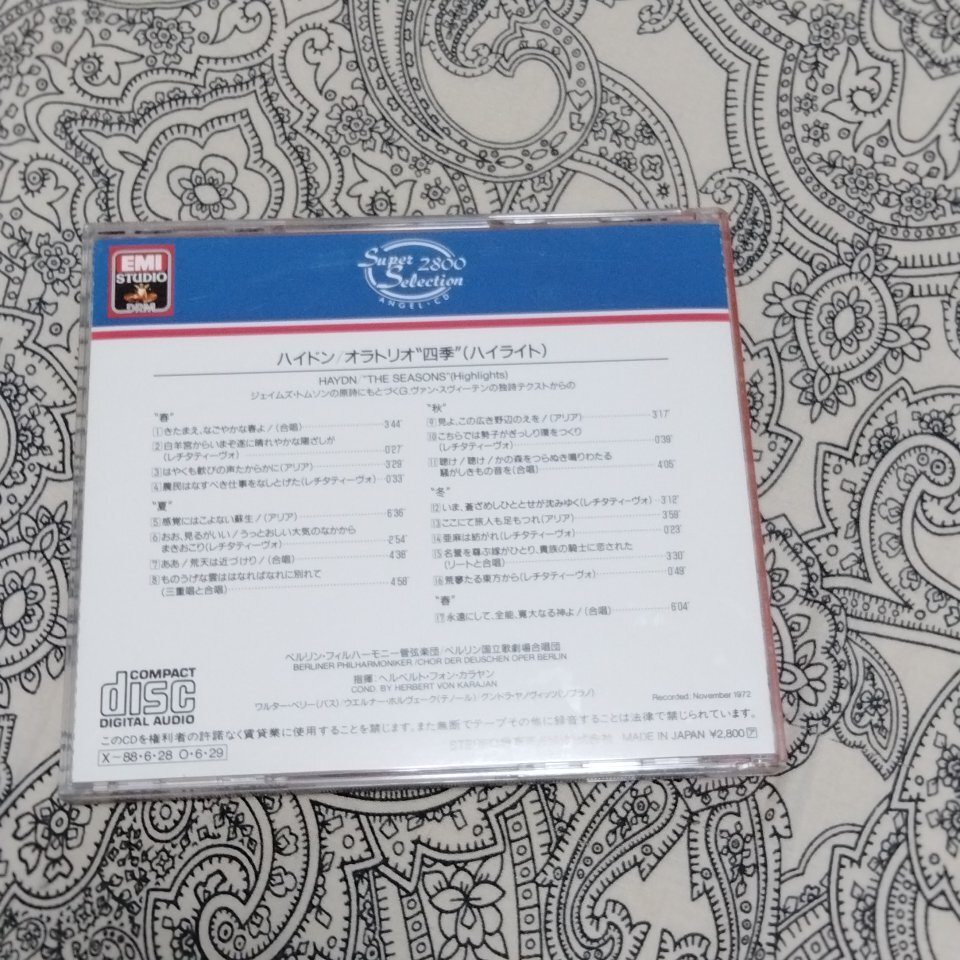 EMI
STUDIO
DRM
Super 2800
Selection
ANGEL・CD
ハイドン/オラトリオ"四季"(ハイライト)
HAYDN/"THE SEASONS"(Highlights)
ジェイムズ・トムソンの原詩にもとづくG.ヴァン・スヴィーテンの独詩テクストからの
"春"
1 きたまえ、なごやかな春よ!(合唱) 3'44"
2 白羊宮からいまぞ遂に晴れやかな陽ざしが
(レチタティーヴォ) 0'27"
3 はやくも歓びの声たからかに(アリア) 3'29"
4 農民はなすべき仕事をなしとげた(レチタティーヴォ) 0'33"
"夏"
5 感覚にはこよない蘇生!(アリア) 6'36"
6 おお、見るがいい!うっとおしい大気のなかから
まきおこり(レチタティーヴォ) 2'54"
7 ああ!荒天は近づけり!(合唱) 4'38"
8 ものうげな雲ははなればなれに別れて
(三重唱と合唱) 4'58"
"秋"
9 見よ、この広き野辺のえを!(アリア) 3'17"
10 こちらでは勢子がぎっしり環をつくり
(レチタティーヴォ) 0'39"
11 聴け!聴け!かの森をつらぬき鳴りわたる
騒がしきもの音を(合唱) 4'05"
"冬"
12 いま、蒼ざめしひととせが沈みゆく(レチタティーヴォ) 3'12"
13 ここにて旅人も足もつれ(アリア) 3'58"
14 亜麻は紡がれ(レチタティーヴォ) 0'23"
15 名誉を尊ぶ嫁がひとり、貴族の騎士に恋された
(リートと合唱) 3'30"
16 荒寥たる東方から(レチタティーヴォ) 0'49"
"春"
17 永遠にして、全能、寛大なる神よ!(合唱) 6'04"
ベルリン・フィルハーモニー管弦楽団/ベルリン国立歌劇場合唱団
BERLINER PHILHARMONIKER/CHOR DER DEUSCHEN OPER BERLIN
指揮:ヘルベルト・フォン・カラヤン
COND. BY HERBERT VON KARAJAN
ワルター・ベリー(バス) ウエルナー・ホルヴェーク(テノール) グンドラ・ヤノヴィッツ(ソプラノ)
Recorded: November 1972
COMPACT
disc
DIGITAL AUDIO
このCDを権利者の許諾なく賃貸業に使用することを禁じます。また無断でテープその他に録音することは法律で禁じられています。
X-88・6・28 O・6・29
STEREO MADE IN JAPAN ¥2,800